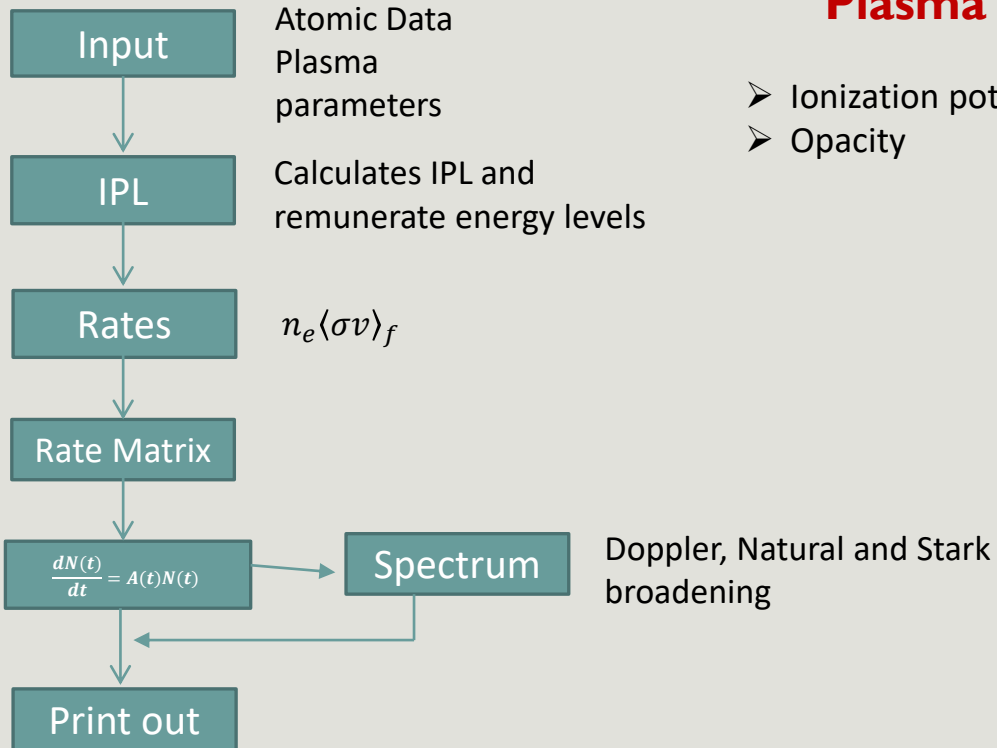 Input
Atomic Data
Plasma
parameters
Plasma
➢ Ionization pot
➢ Opacity
IPL
Calculates IPL and
remunerate energy levels
Rates
𝑛ₑ⟨𝜎𝑣⟩_𝑓
Rate Matrix
dN(t)/dt = A(t)N(t)
Spectrum
Doppler, Natural and Stark
broadening
Print out